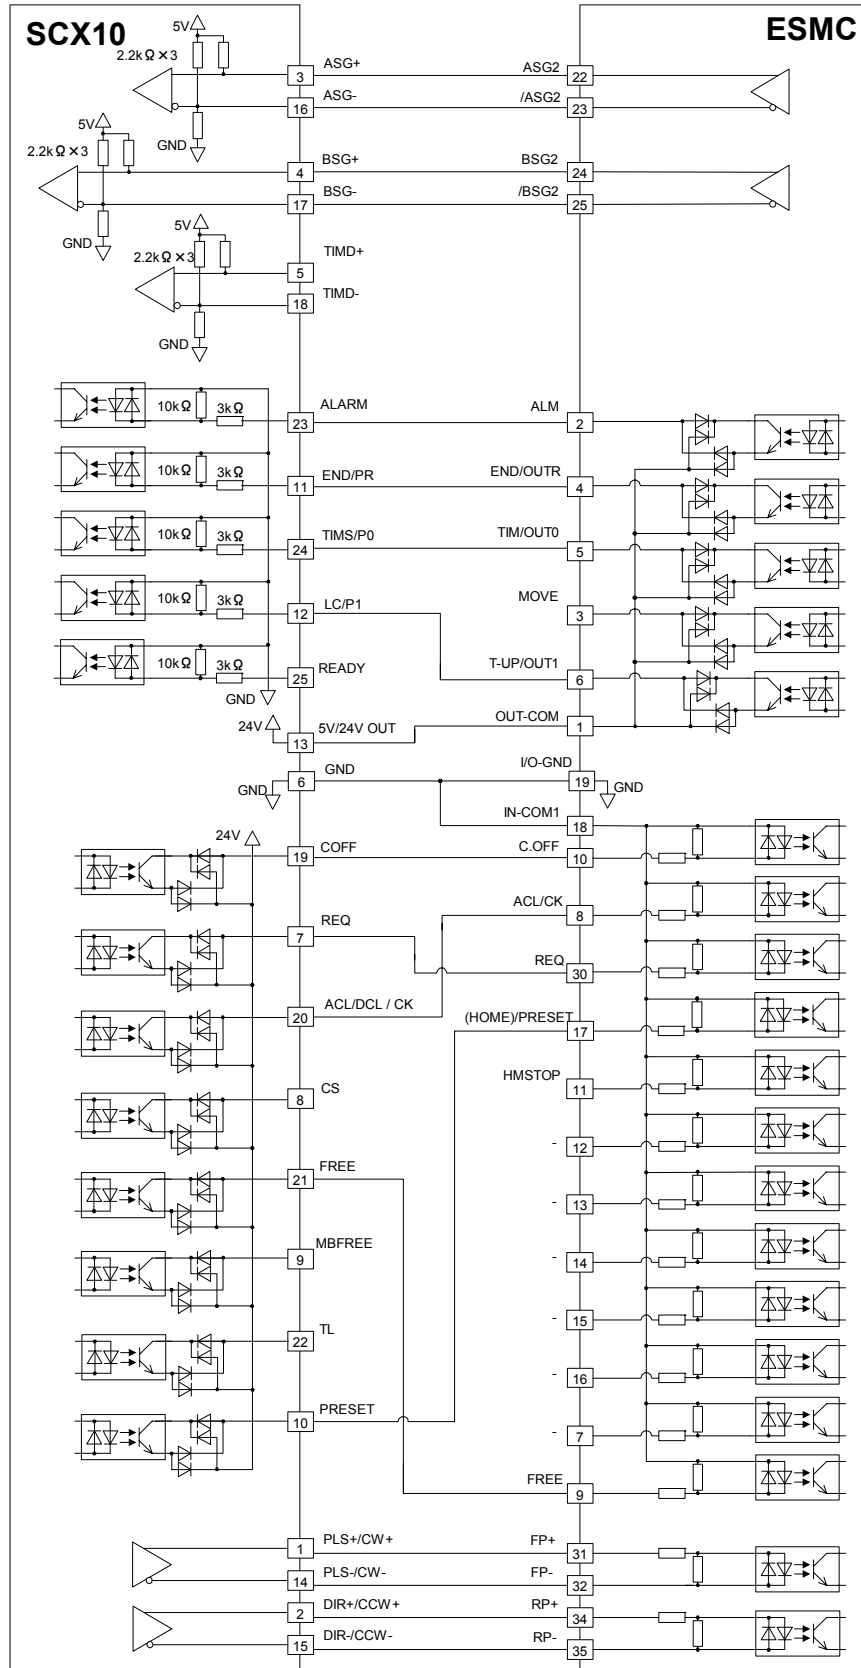 SCX10 ESMC
5V
2.2kΩ×3
3 ASG+ ASG2 22
16 ASG- /ASG2 23
GND
5V
2.2kΩ×3
4 BSG+ BSG2 24
17 BSG- /BSG2 25
GND
5V
2.2kΩ×3
5 TIMD+
18 TIMD-
GND
10kΩ 3kΩ 23 ALARM ALM 2
10kΩ 3kΩ 11 END/PR END/OUTR 4
10kΩ 3kΩ 24 TIMS/P0 TIM/OUT0 5
MOVE 3
10kΩ 3kΩ 12 LC/P1
10kΩ 3kΩ 25 READY T-UP/OUT1 6
GND
24V 13 5V/24V OUT OUT-COM 1
GND 6 GND I/O-GND 19 GND
IN-COM1 18
24V
19 COFF C.OFF 10
ACL/CK 8
7 REQ REQ 30
20 ACL/DCL / CK (HOME)/PRESET 17
8 CS HMSTOP 11
- 12
21 FREE - 13
9 MBFREE - 14
- 15
22 TL - 16
10 PRESET - 7
FREE 9
1 PLS+/CW+ FP+ 31
14 PLS-/CW- FP- 32
2 DIR+/CCW+ RP+ 34
15 DIR-/CCW- RP- 35